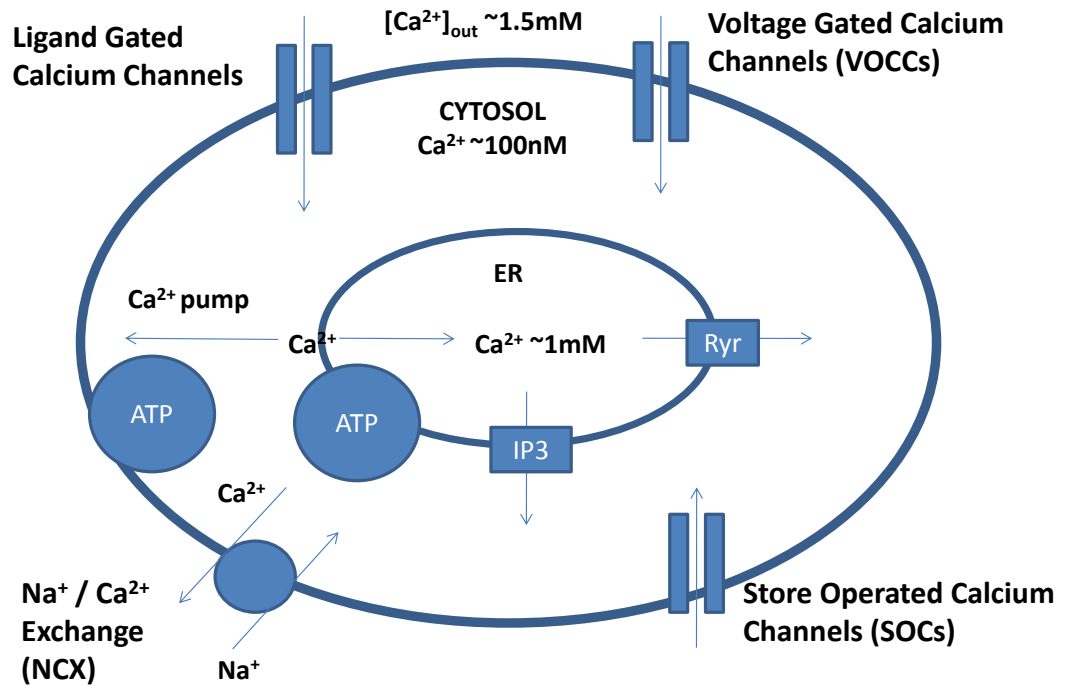 Ligand Gated
Calcium Channels
[Ca²⁺]out ~1.5mM
Voltage Gated Calcium
Channels (VOCCs)
CYTOSOL
Ca²⁺ ~100nM
ER
Ca²⁺ pump
Ca²⁺
Ca²⁺ ~1mM
Ryr
ATP
ATP
IP3
Ca²⁺
Na⁺ / Ca²⁺
Exchange
(NCX)
Na⁺
Store Operated Calcium
Channels (SOCs)